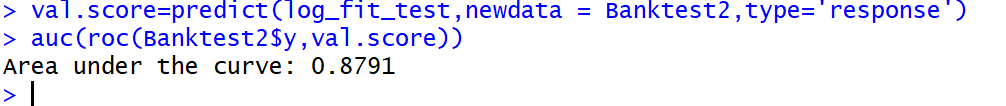 > val.score=predict(log_fit_test,newdata = Banktest2,type='response')
> auc(roc(Banktest2$y,val.score))
Area under the curve: 0.8791
>